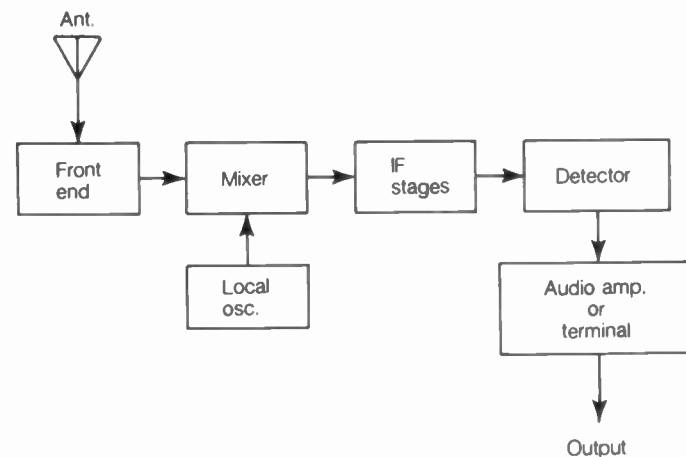 Ant.
Front
end
Mixer
IF
stages
Detector
Local
osc.
Audio amp.
or
terminal
Output